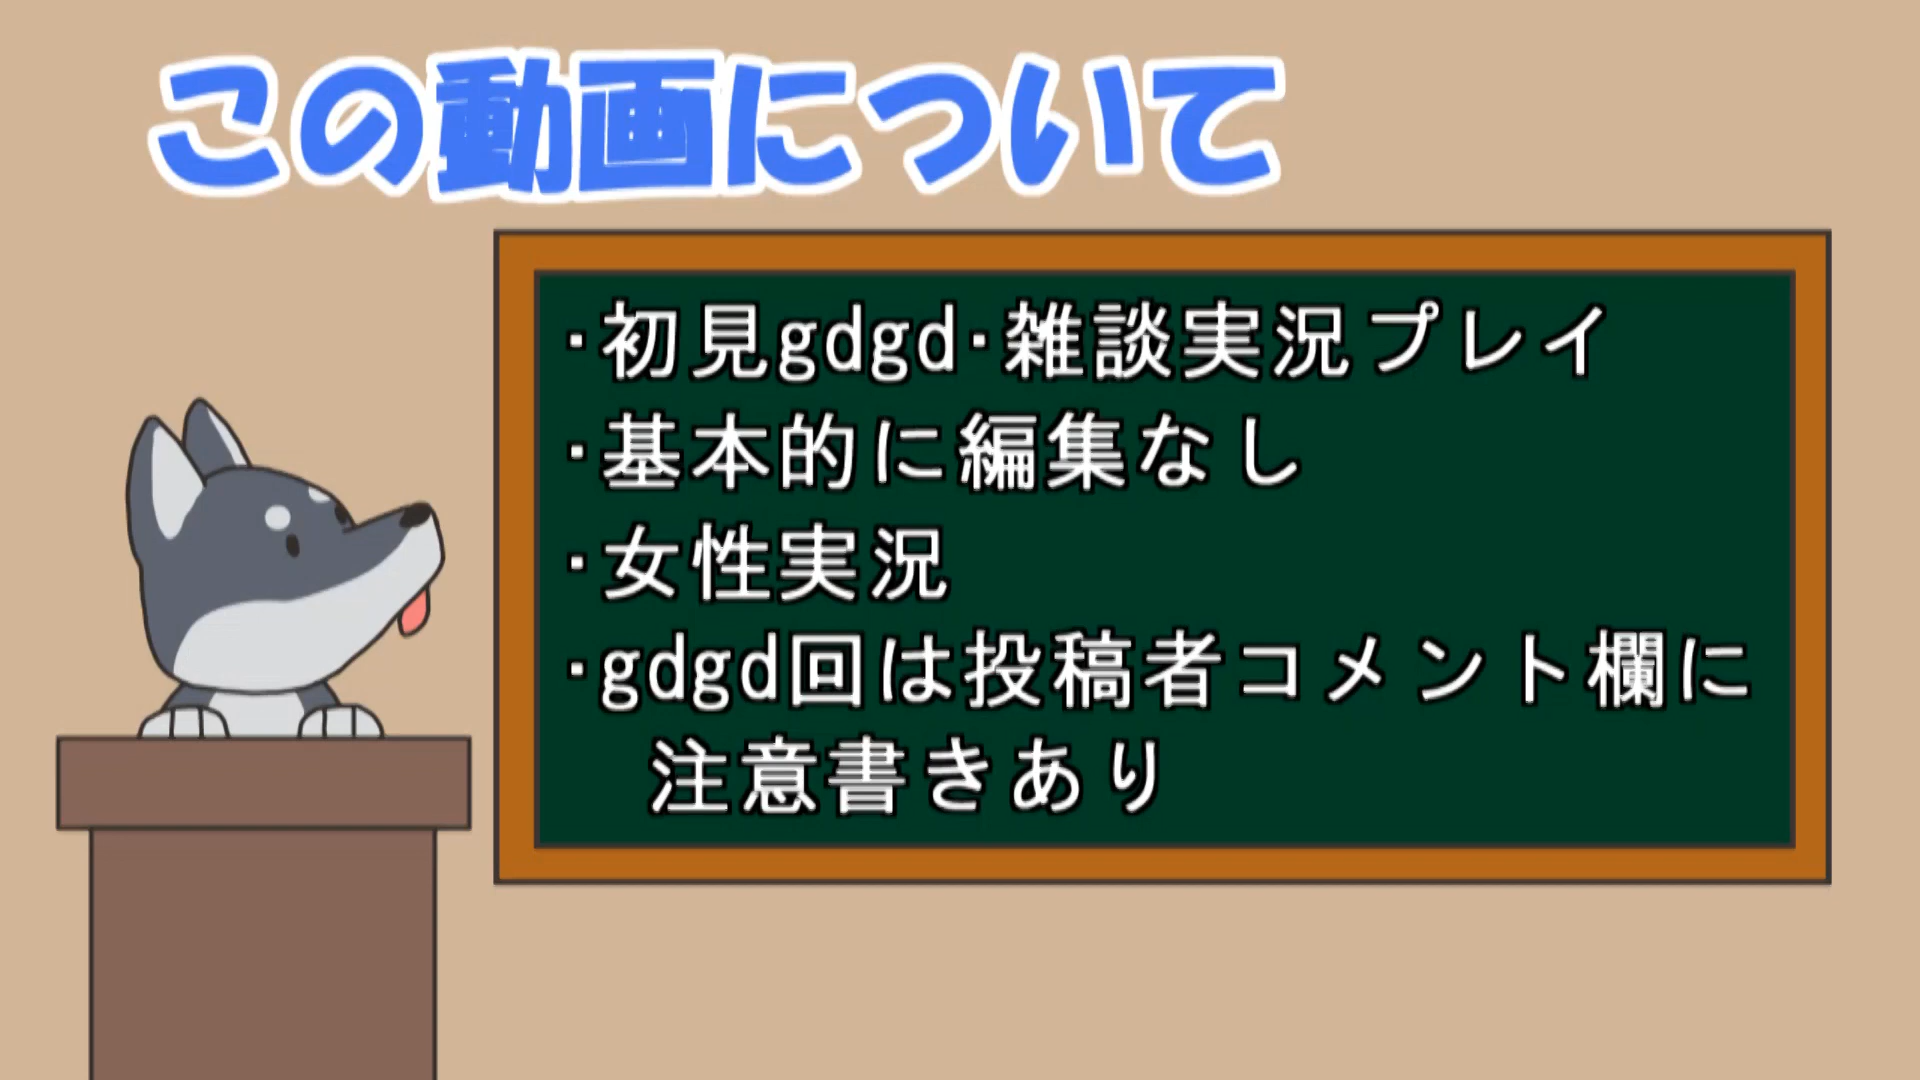 この動画について
・初見gdgd・雑談実況プレイ
・基本的に編集なし
・女性実況
・gdgd回は投稿者コメント欄に
注意書きあり